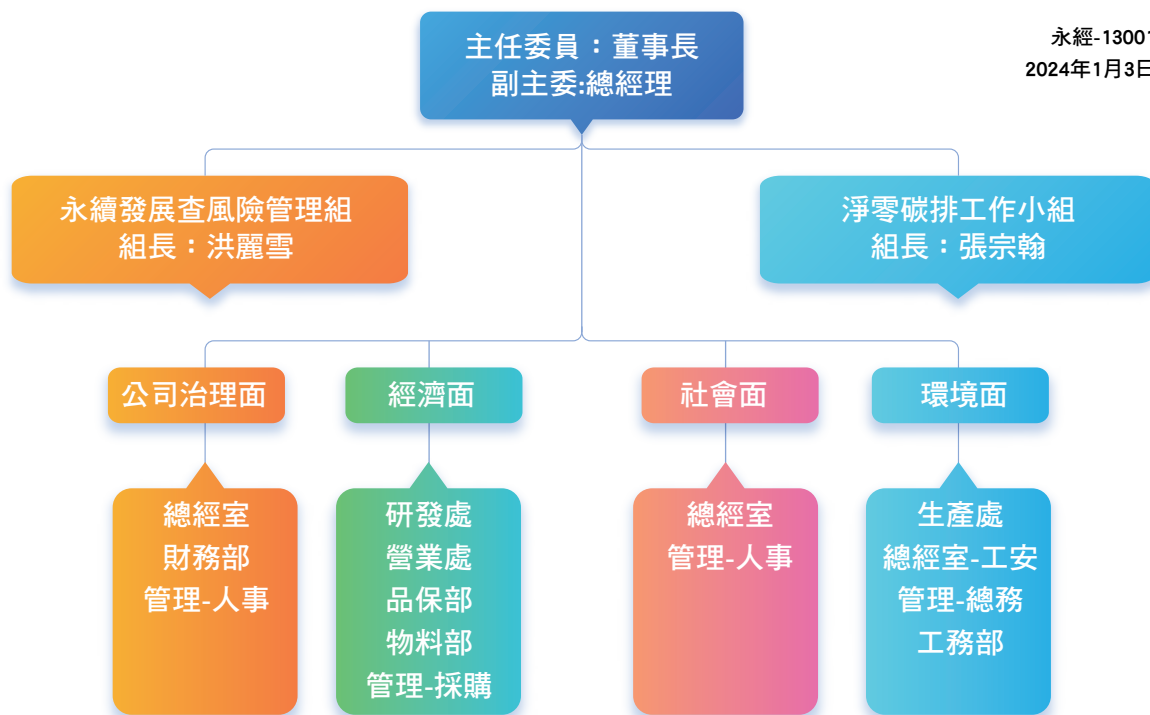 主任委員：董事長
副主委:總經理
永經-13001
2024年1月3日
永續發展查風險管理組
組長：洪麗雪
淨零碳排工作小組
組長：張宗翰
公司治理面
總經室
財務部
管理-人事
經濟面
研發處
營業處
品保部
物料部
管理-採購
社會面
總經室
管理-人事
環境面
生產處
總經室-工安
管理-總務
工務部